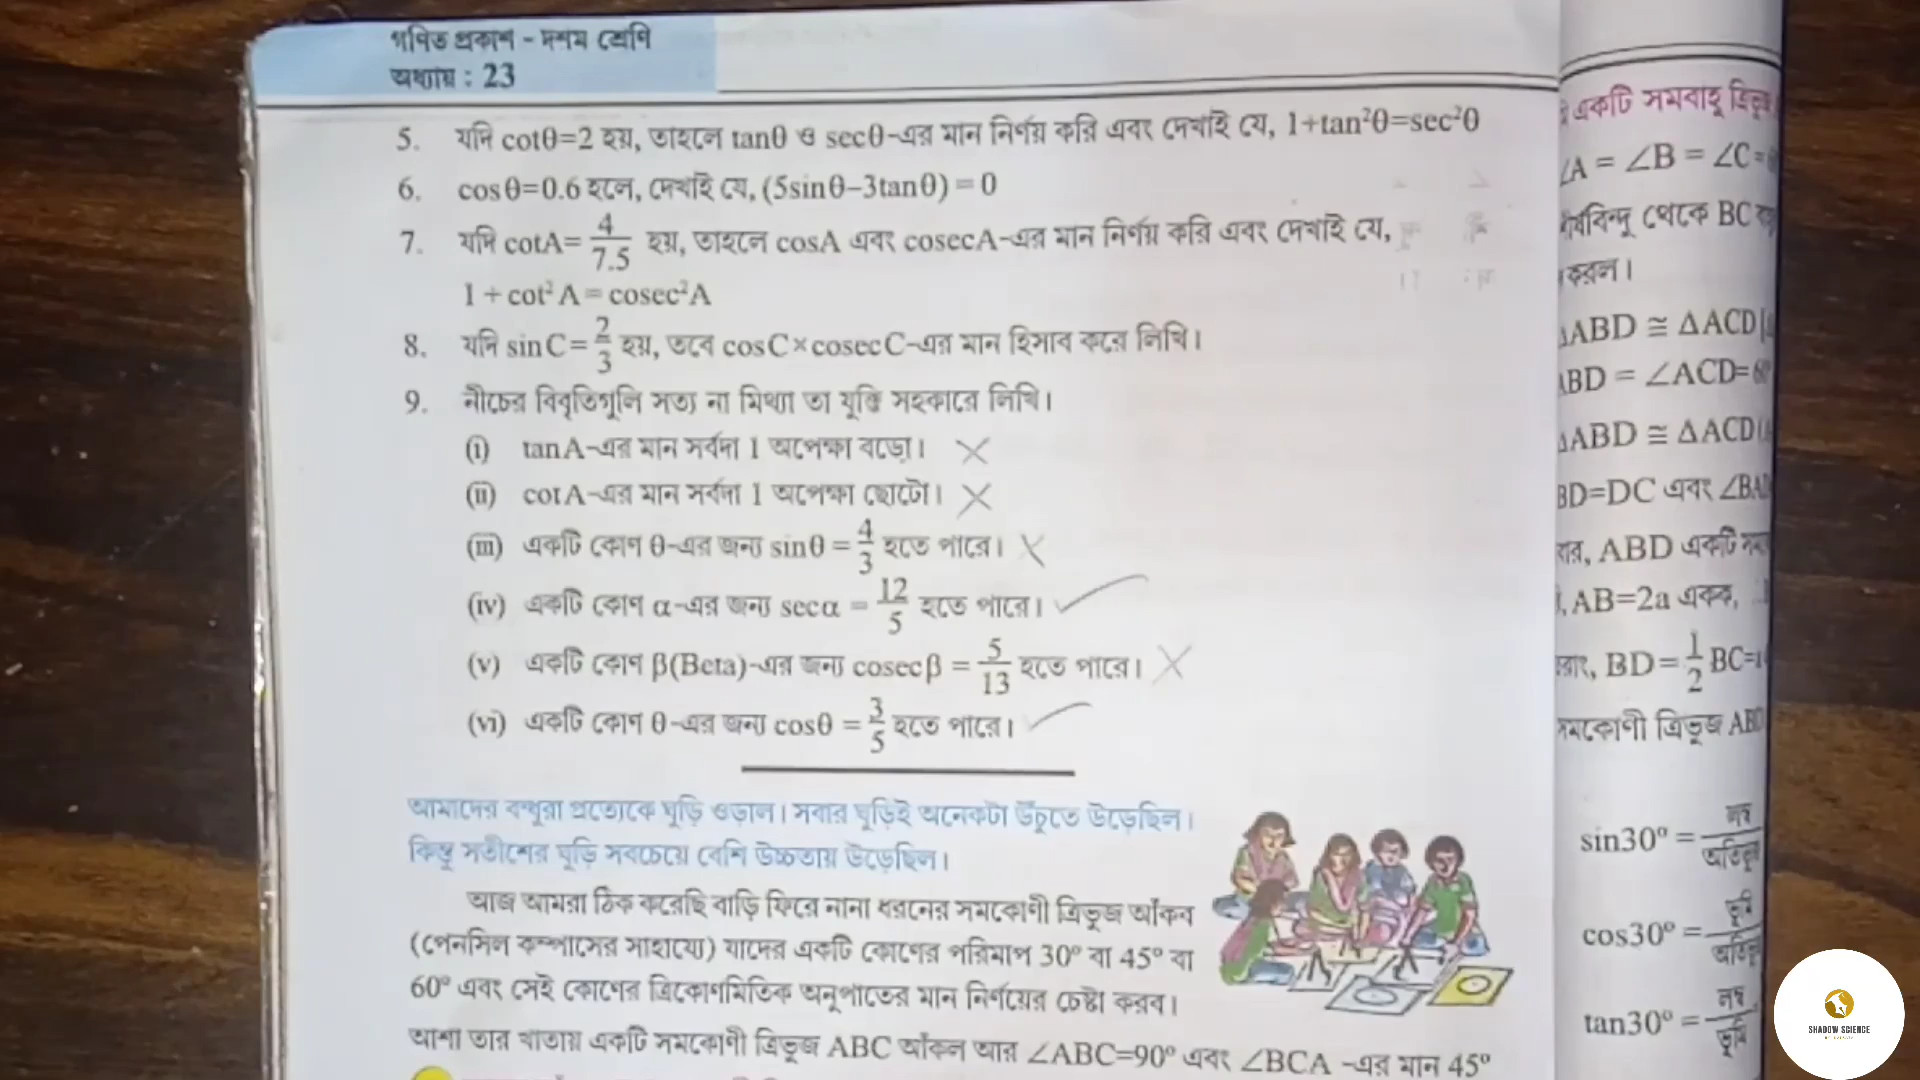 গণিত প্রকাশ - দশম শ্রেণি
অধ্যায় : 23
5. যদি cotθ=2 হয়, তাহলে tanθ ও secθ-এর মান নির্ণয় করি এবং দেখাই যে, 1+tan²θ=sec²θ
6. cosθ=0.6 হলে, দেখাই যে, (5sinθ-3tanθ) = 0
7. যদি cotA= 4/7.5 হয়, তাহলে cosA এবং cosecA-এর মান নির্ণয় করি এবং দেখাই যে,
1 + cot² A = cosec²A
8. যদি sin C= 2/3 হয়, তবে cosC×cosec C-এর মান হিসাব করে লিখি।
9. নীচের বিবৃতিগুলি সত্য না মিথ্যা তা যুক্তি সহকারে লিখি।
(i) tanA-এর মান সর্বদা 1 অপেক্ষা বড়ো। ×
(ii) cotA-এর মান সর্বদা 1 অপেক্ষা ছোটো। ×
(iii) একটি কোণ θ-এর জন্য sinθ = 4/3 হতে পারে। ×
(iv) একটি কোণ α-এর জন্য secα = 12/5 হতে পারে। ✓
(v) একটি কোণ β(Beta)-এর জন্য cosecβ = 5/13 হতে পারে। ×
(vi) একটি কোণ θ-এর জন্য cosθ = 3/5 হতে পারে। ✓
আমাদের বন্ধুরা প্রত্যেকে ঘুড়ি ওড়াল। সবার ঘুড়িই অনেকটা উঁচুতে উড়েছিল।
কিন্তু সতীশের ঘুড়ি সবচেয়ে বেশি উচ্চতায় উড়েছিল।
আজ আমরা ঠিক করেছি বাড়ি ফিরে নানা ধরনের সমকোণী ত্রিভুজ আঁকব
(পেনসিল কম্পাসের সাহায্যে) যাদের একটি কোণের পরিমাপ 30° বা 45° বা
60° এবং সেই কোণের ত্রিকোণমিতিক অনুপাতের মান নির্ণয়ের চেষ্টা করব।
আশা তার খাতায় একটি সমকোণী ত্রিভুজ ABC আঁকল আর ∠ABC=90° এবং ∠BCA -এর মান 45°
একটি সমবাহু
∠A = ∠B = ∠C =
থেকে BC
করল।
ΔABD ≅ ΔACD
ABD = ∠ACD=
ΔABD ≅ ΔACD
BD=DC এবং
ABD একটি
AB=2a একক,
BD= 1/2 BC=
সমকোণী ত্রিভুজ
sin30° = লম্ব/
cos30° = ভূমি/
tan30° = লম্ব/ভূমি
SHADOW SCIENCE